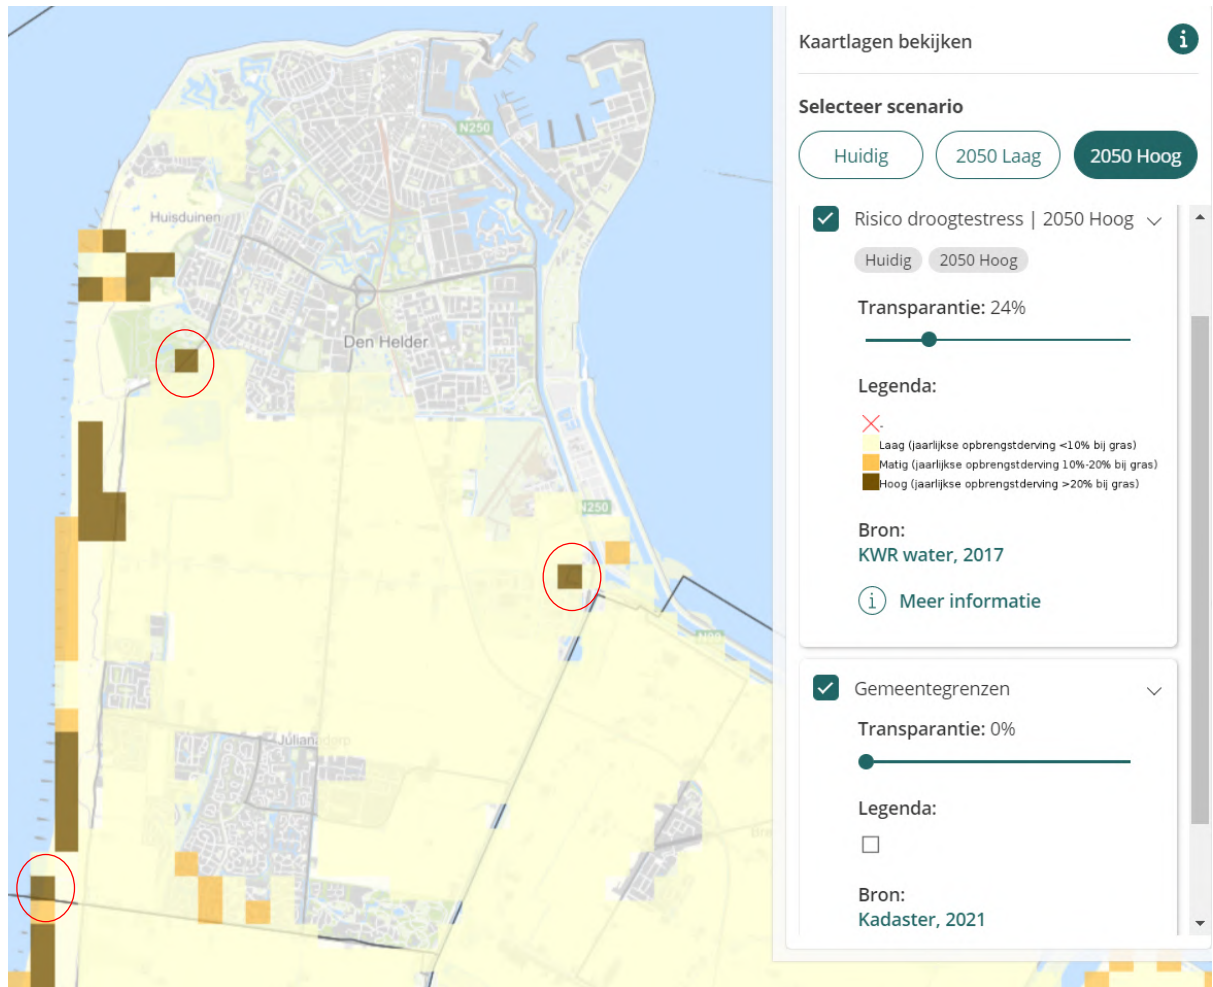 Kaartlagen bekijken
i
Selecteer scenario
Huidig
2050 Laag
2050 Hoog
Risico droogtestress | 2050 Hoog
Huidig
2050 Hoog
Transparantie: 24%
Legenda:
Laag (jaarlijkse opbrengstderving <10% bij gras)
Matig (jaarlijkse opbrengstderving 10%-20% bij gras)
Hoog (jaarlijkse opbrengstderving >20% bij gras)
Bron:
KWR water, 2017
i
Meer informatie
Gemeentegrenzen
Transparantie: 0%
Legenda:
Bron:
Kadaster, 2021
N250
Huisduinen
Den Helder
N250
N99
Julianadorp